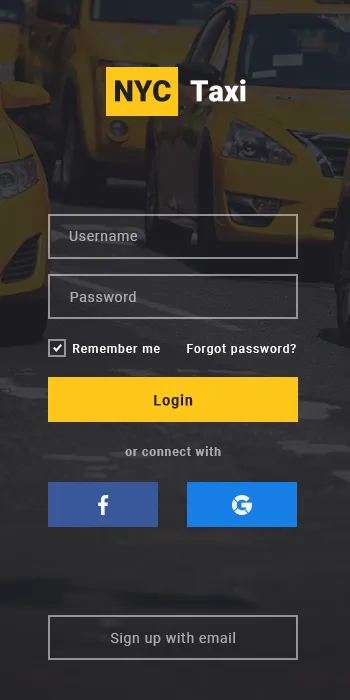 NYC Taxi
Username
Password
Remember me Forgot password?
Login
or connect with
f G
Sign up with email